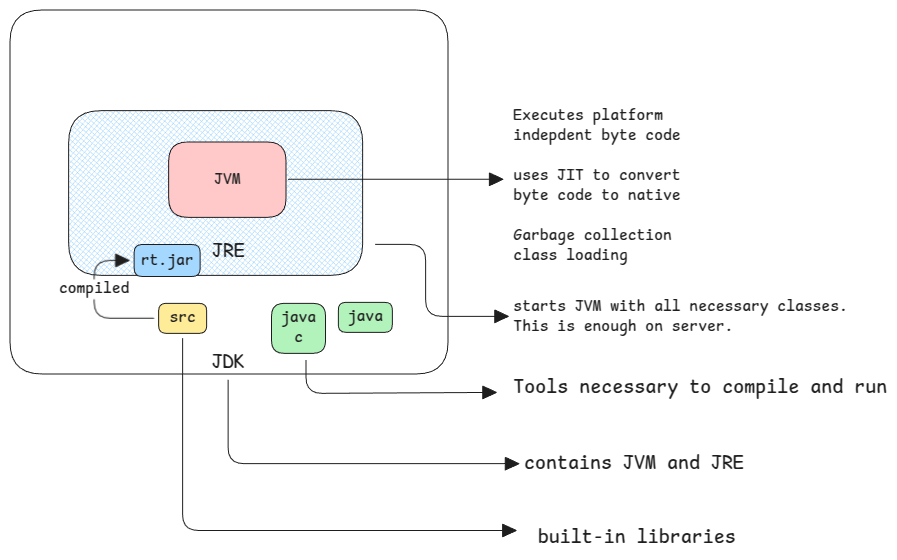 Executes platform
indepdent byte code
JVM
uses JIT to convert
byte code to native
Garbage collection
class loading
JRE
rt.jar
compiled
src
java
c
java
starts JVM with all necessary classes.
This is enough on server.
JDK
Tools necessary to compile and run
contains JVM and JRE
built-in libraries